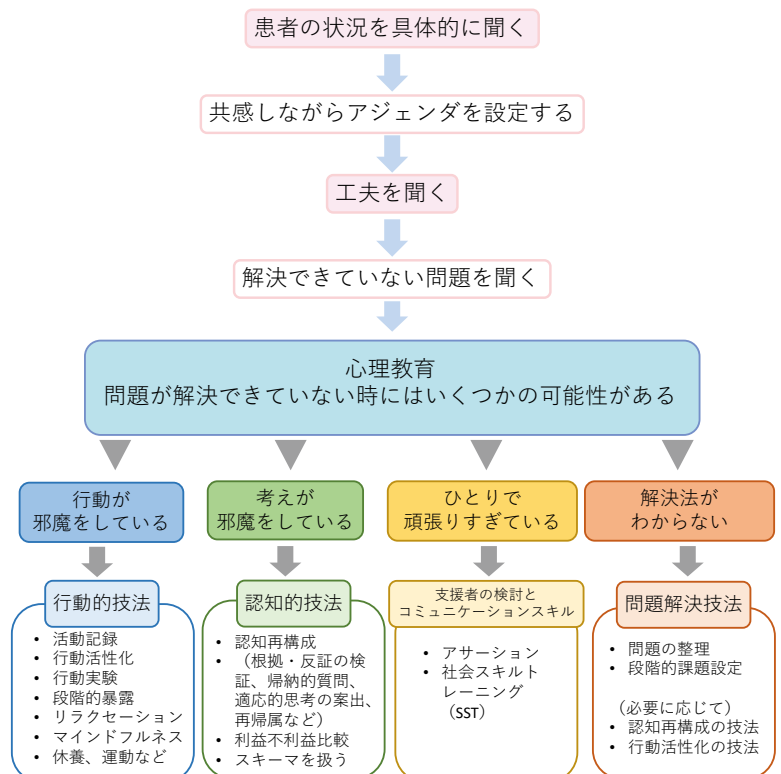 患者の状況を具体的に聞く
共感しながらアジェンダを設定する
工夫を聞く
解決できていない問題を聞く
心理教育
問題が解決できていない時にはいくつかの可能性がある
行動が
邪魔をしている
考えが
邪魔をしている
ひとりで
頑張りすぎている
解決法が
わからない
行動的技法
• 活動記録
• 行動活性化
• 行動実験
• 段階的暴露
• リラクセーション
• マインドフルネス
• 休養、運動など
認知的技法
• 認知再構成
• （根拠・反証の検
証、帰納的質問、
適応的思考の案出、
再帰属など）
• 利益不利益比較
• スキーマを扱う
支援者の検討と
コミュニケーションスキル
• アサーション
• 社会スキルト
レーニング
（SST）
問題解決技法
• 問題の整理
• 段階的課題設定
（必要に応じて）
• 認知再構成の技法
• 行動活性化の技法